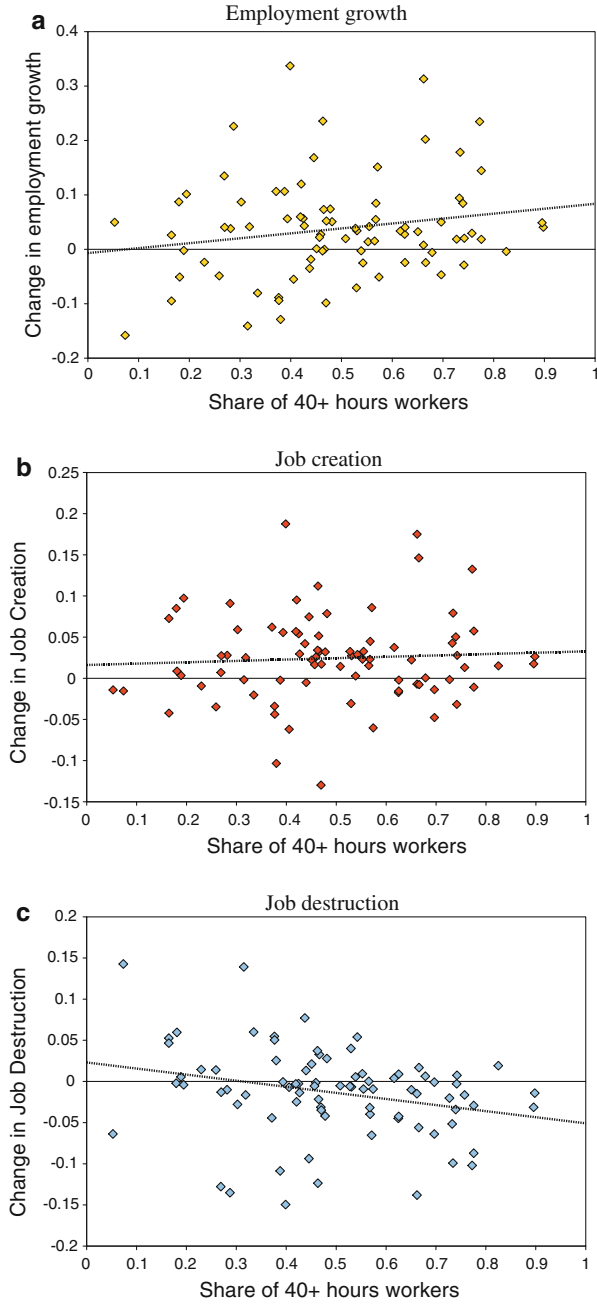 a
Employment growth
Change in employment growth
0.4
0.3
0.2
0.1
0
-0.1
-0.2
0 0.1 0.2 0.3 0.4 0.5 0.6 0.7 0.8 0.9 1
Share of 40+ hours workers
b
Job creation
Change in Job Creation
0.25
0.2
0.15
0.1
0.05
0
-0.05
-0.1
-0.15
0 0.1 0.2 0.3 0.4 0.5 0.6 0.7 0.8 0.9 1
Share of 40+ hours workers
c
Job destruction
Change in Job Destruction
0.2
0.15
0.1
0.05
0
-0.05
-0.1
-0.15
-0.2
0 0.1 0.2 0.3 0.4 0.5 0.6 0.7 0.8 0.9 1
Share of 40+ hours workers